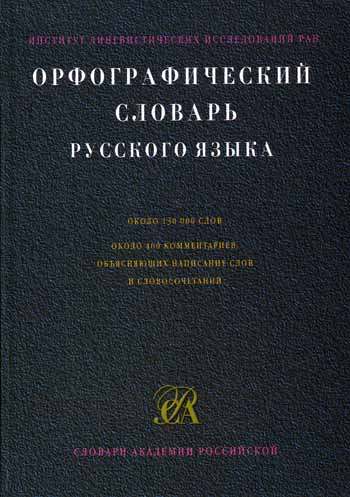 ИНСТИТУТ ЛИНГВИСТИЧЕСКИХ ИССЛЕДОВАНИЙ РАН
ОРФОГРАФИЧЕСКИЙ
СЛОВАРЬ
РУССКОГО ЯЗЫКА
ОКОЛО 130 000 СЛОВ
ОКОЛО 400 КОММЕНТАРИЕВ,
ОБЪЯСНЯЮЩИХ НАПИСАНИЕ СЛОВ
И СЛОВОСОЧЕТАНИЙ
СЛОВАРИ АКАДЕМИИ РОССИЙСКОЙ